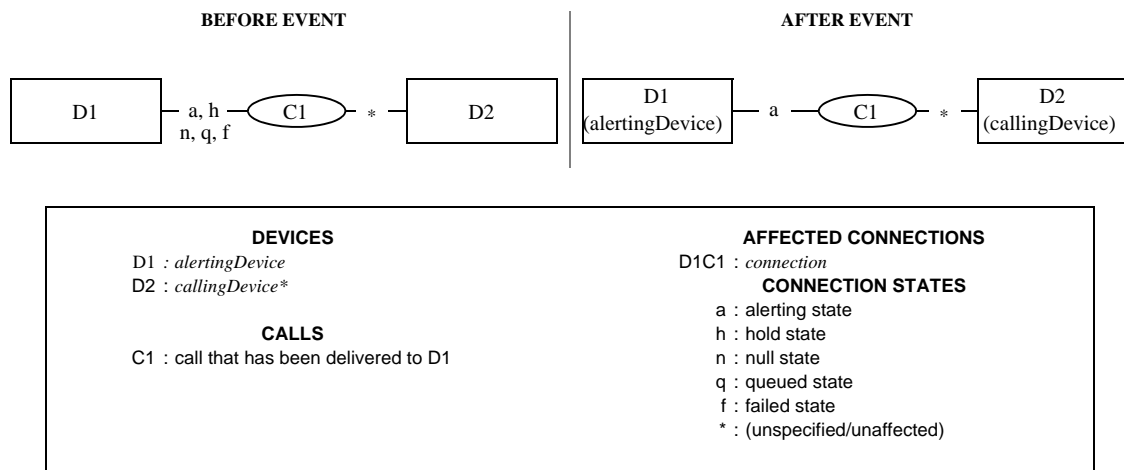 BEFORE EVENT
AFTER EVENT
D1
a, h
n, q, f
C1
*
D2
D1
(alertingDevice)
a
C1
*
D2
(callingDevice)
DEVICES
D1 : alertingDevice
D2 : callingDevice*
CALLS
C1 : call that has been delivered to D1
AFFECTED CONNECTIONS
D1C1 : connection
CONNECTION STATES
a : alerting state
h : hold state
n : null state
q : queued state
f : failed state
* : (unspecified/unaffected)